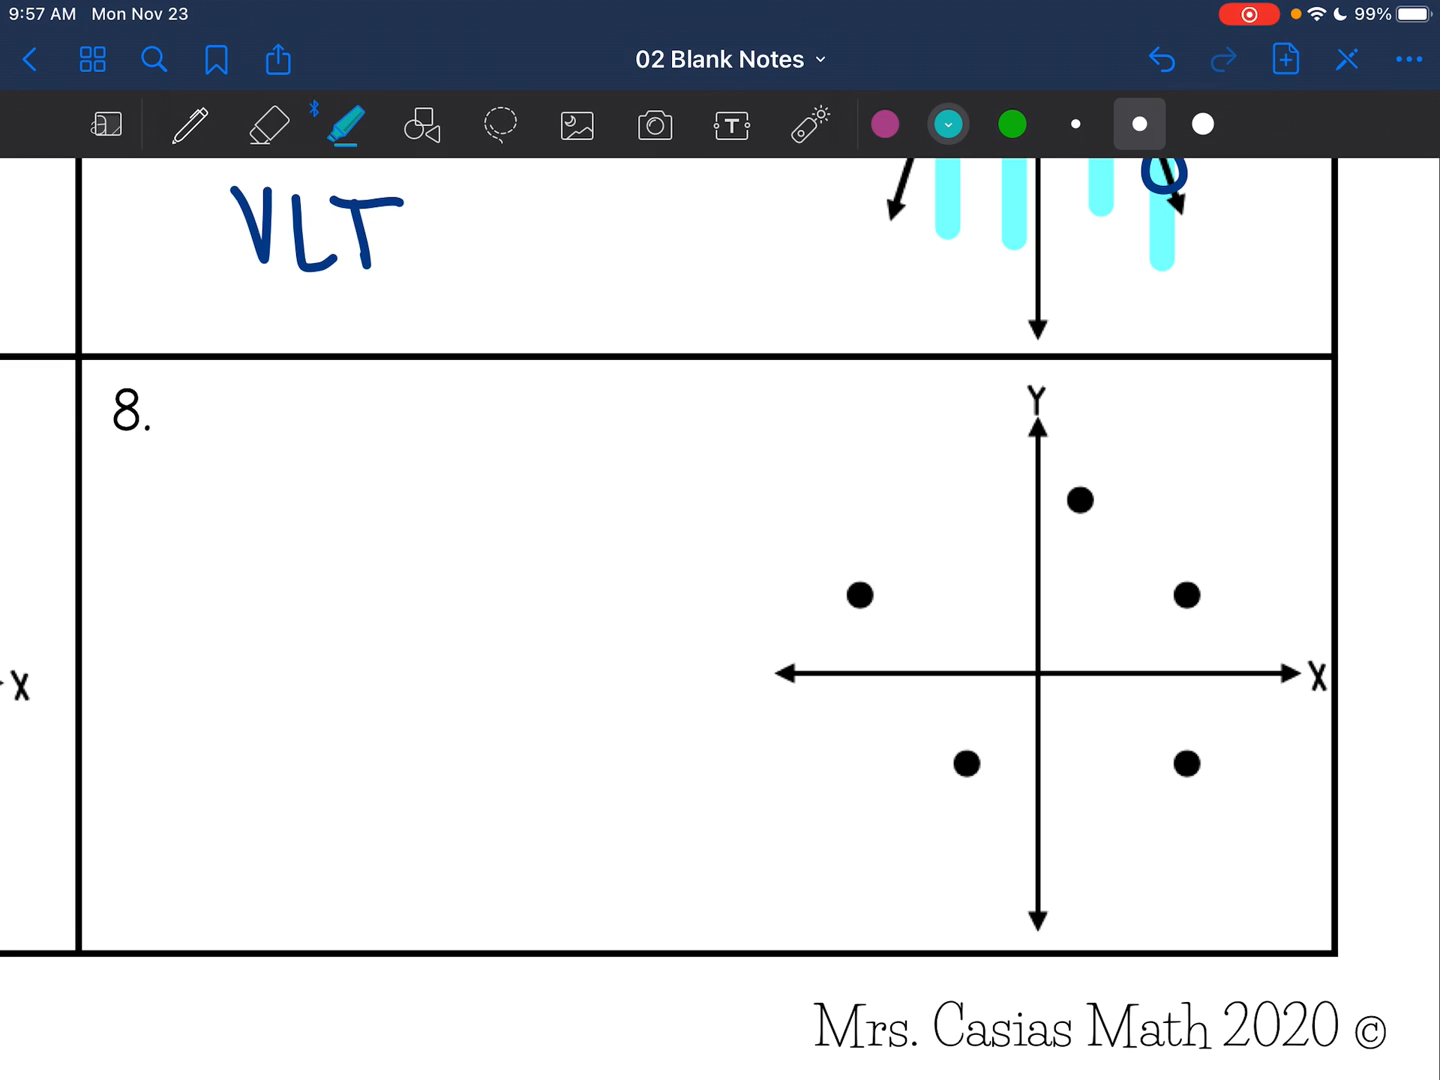 9:57 AM Mon Nov 23
99%
02 Blank Notes
T
VLT
8.
Y
X
X
Mrs. Casias Math 2020 ©